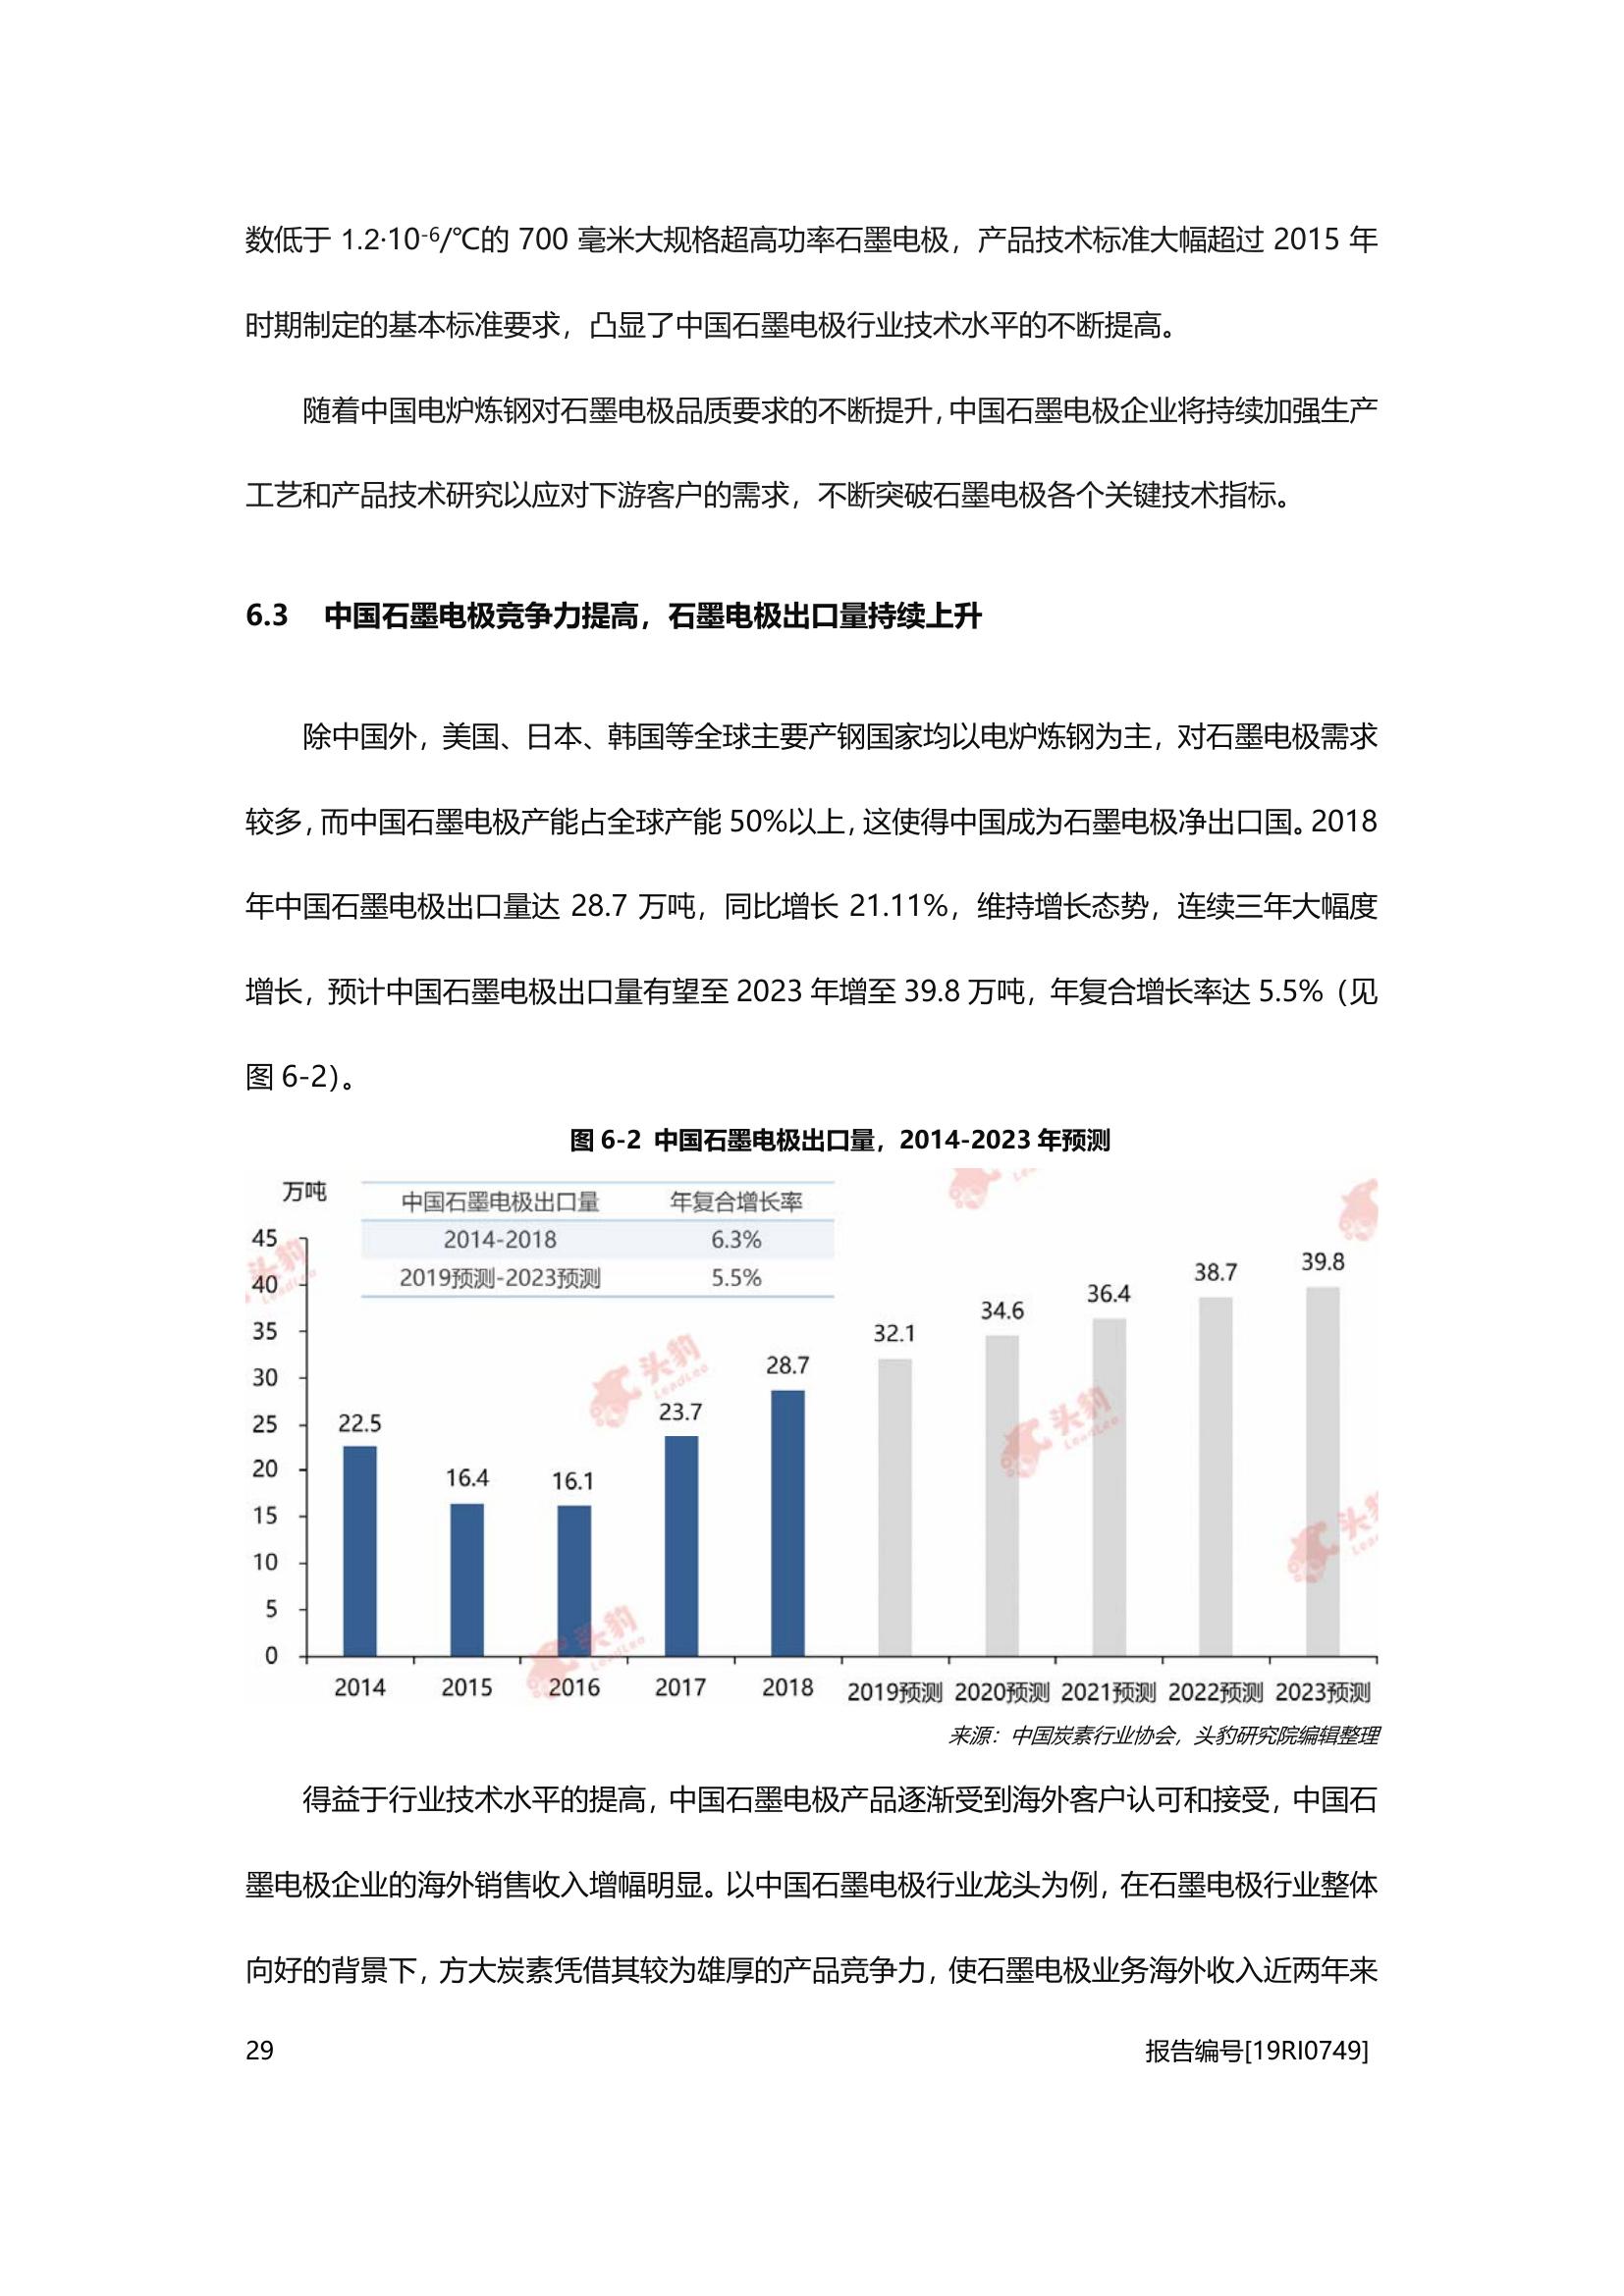 数低于 1.2·10-6/℃的 700 毫米大规格超高功率石墨电极，产品技术标准大幅超过 2015 年
时期制定的基本标准要求，凸显了中国石墨电极行业技术水平的不断提高。
随着中国电炉炼钢对石墨电极品质要求的不断提升，中国石墨电极企业将持续加强生产
工艺和产品技术研究以应对下游客户的需求，不断突破石墨电极各个关键技术指标。
6.3 中国石墨电极竞争力提高，石墨电极出口量持续上升
除中国外，美国、日本、韩国等全球主要产钢国家均以电炉炼钢为主，对石墨电极需求
较多，而中国石墨电极产能占全球产能 50%以上，这使得中国成为石墨电极净出口国。2018
年中国石墨电极出口量达 28.7 万吨，同比增长 21.11%，维持增长态势，连续三年大幅度
增长，预计中国石墨电极出口量有望至 2023 年增至 39.8 万吨，年复合增长率达 5.5%（见
图 6-2）。
图 6-2 中国石墨电极出口量，2014-2023 年预测
万吨
中国石墨电极出口量 年复合增长率
2014-2018 6.3%
2019预测-2023预测 5.5%
45
40
35
30
25
20
15
10
5
0
22.5
16.4
16.1
23.7
28.7
32.1
34.6
36.4
38.7
39.8
2014 2015 2016 2017 2018 2019预测 2020预测 2021预测 2022预测 2023预测
头豹
LeadLeo
头豹
LeadLeo
头豹
LeadLeo
头豹
LeadLeo
来源：中国炭素行业协会，头豹研究院编辑整理
得益于行业技术水平的提高，中国石墨电极产品逐渐受到海外客户认可和接受，中国石
墨电极企业的海外销售收入增幅明显。以中国石墨电极行业龙头为例，在石墨电极行业整体
向好的背景下，方大炭素凭借其较为雄厚的产品竞争力，使石墨电极业务海外收入近两年来
29 报告编号[19RI0749]